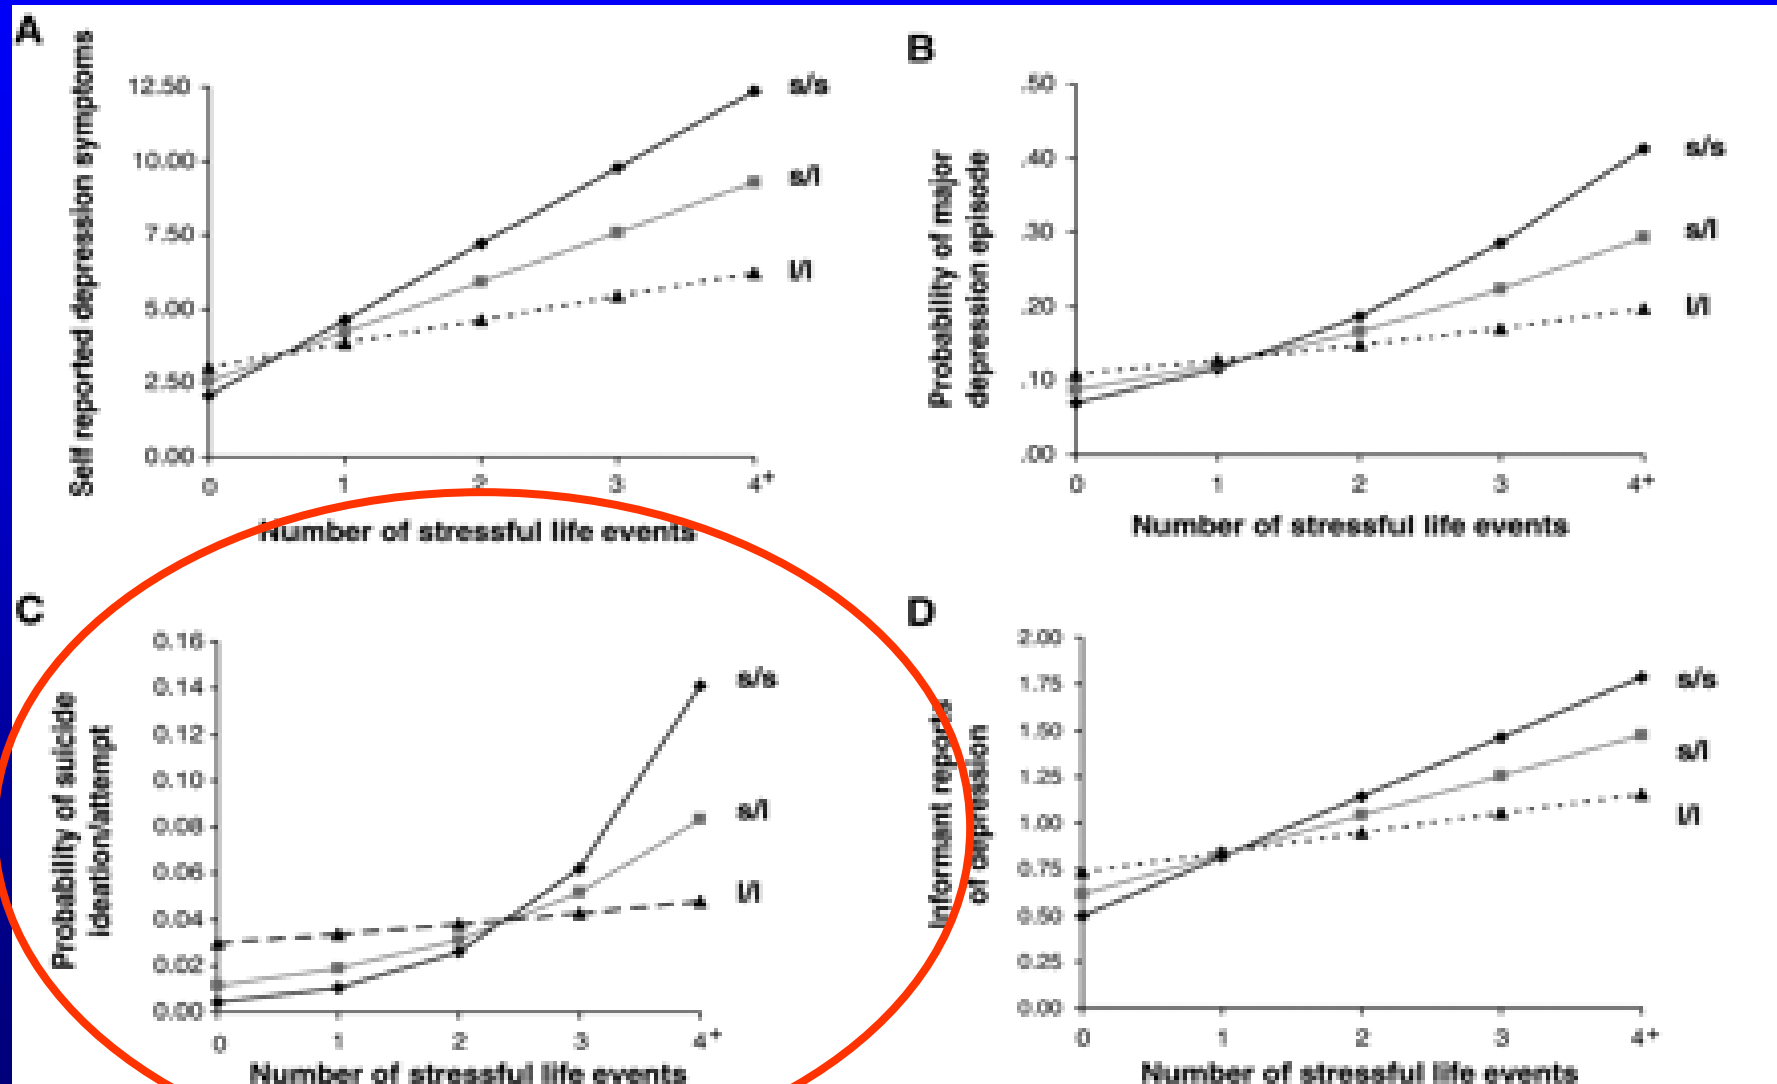 A
Self reported depression symptoms
12.50
10.00
7.50
5.00
2.50
0.00
0 1 2 3 4+
Number of stressful life events
s/s
s/l
l/l
B
Probability of major
depression episode
.50
.40
.30
.20
.10
.00
0 1 2 3 4+
Number of stressful life events
s/s
s/l
l/l
C
Probability of suicide
ideation/attempt
0.16
0.14
0.12
0.10
0.08
0.06
0.04
0.02
0.00
0 1 2 3 4+
Number of stressful life events
s/s
s/l
l/l
D
Informant reports
of depression
2.00
1.75
1.50
1.25
1.00
0.75
0.50
0.25
0.00
0 1 2 3 4+
Number of stressful life events
s/s
s/l
l/l